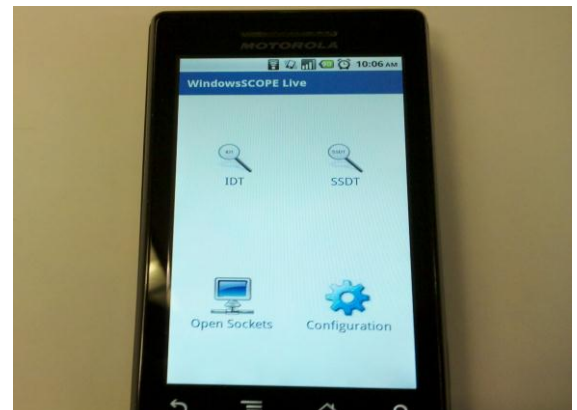 MOTOROLA
10:06 AM
WindowsSCOPE Live
IDT SSDT
Open Sockets Configuration